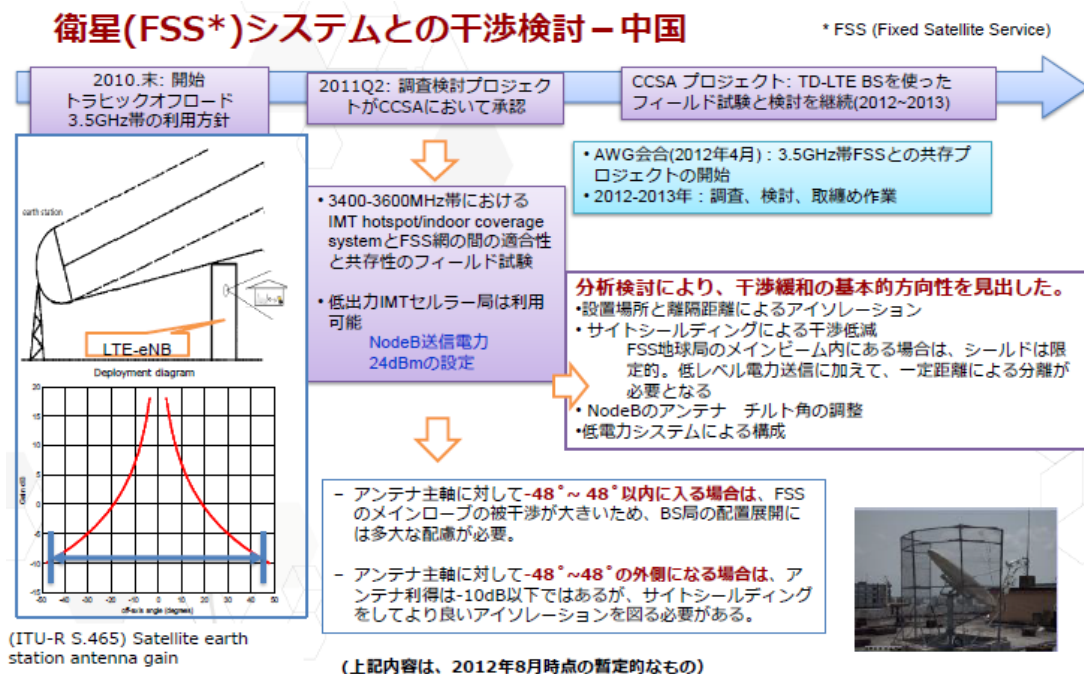 衛星(FSS*)システムとの干渉検討 – 中国
* FSS (Fixed Satellite Service)
2010.末: 開始
トラヒックオフロード
3.5GHz帯の利用方針
2011Q2: 調査検討プロジェク
トがCCSAにおいて承認
CCSA プロジェクト: TD-LTE BSを使った
フィールド試験と検討を継続(2012~2013)
earth station
LTE-eNB
Deployment diagram
• AWG会合(2012年4月) : 3.5GHz帯FSSとの共存プ
ロジェクトの開始
• 2012-2013年 : 調査、検討、取纏め作業
• 3400-3600MHz帯における
IMT hotspot/indoor coverage
systemとFSS網の間の適合性
と共存性のフィールド試験
• 低出力IMTセルラー局は利用
可能
NodeB送信電力
24dBmの設定
分析検討により、干渉緩和の基本的方向性を見出した。
•設置場所と離隔距離によるアイソレーション
• サイトシールディングによる干渉低減
FSS地球局のメインビーム内にある場合は、シールドは限
定的。低レベル電力送信に加えて、一定距離による分離が
必要となる
• NodeBのアンテナ チルト角の調整
•低電力システムによる構成
Gain dB
20
15
10
5
0
-5
-10
-15
-50 -40 -30 -20 -10 0 10 20 30 40 50
off-axis angle (degrees)
(ITU-R S.465) Satellite earth
station antenna gain
– アンテナ主軸に対して-48°~ 48°以内に入る場合は、FSS
のメインローブの被干渉が大きいため、BS局の配置展開に
は多大な配慮が必要。
– アンテナ主軸に対して-48°~48°の外側になる場合は、アン
テナ利得は-10dB以下ではあるが、サイトシールディング
をしてより良いアイソレーションを図る必要がある。
(上記内容は、2012年8月時点の暫定的なもの)